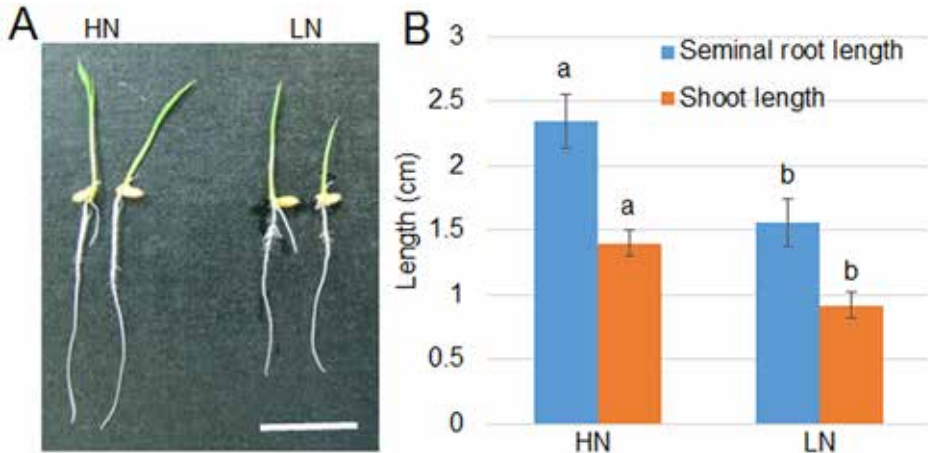 A
HN LN
B
Length (cm)
3
2.5
2
1.5
1
0.5
0
Seminal root length
Shoot length
a
a
b
b
HN LN